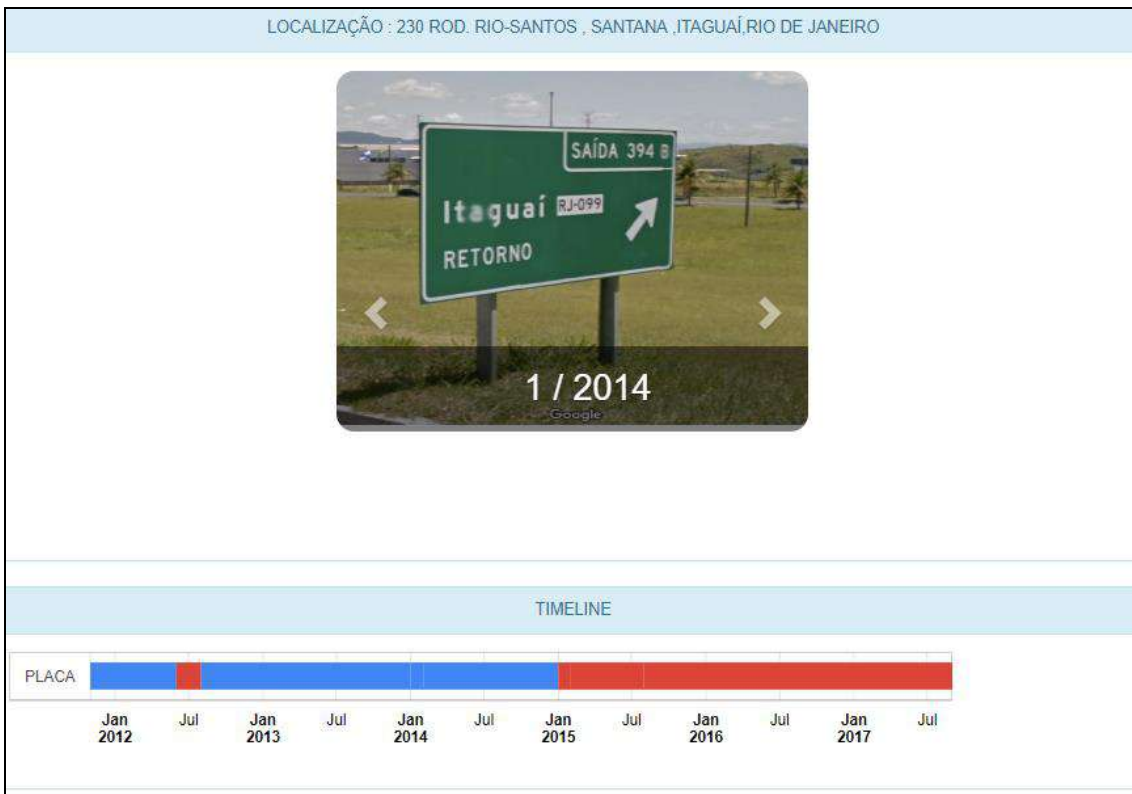 LOCALIZAÇÃO : 230 ROD. RIO-SANTOS , SANTANA ,ITAGUAÍ,RIO DE JANEIRO
SAÍDA 394 B
Itaguaí RJ-099
RETORNO
1 / 2014
Google
TIMELINE
PLACA
Jan Jul Jan Jul Jan Jul Jan Jul Jan Jul Jan Jul
2012 2013 2014 2015 2016 2017